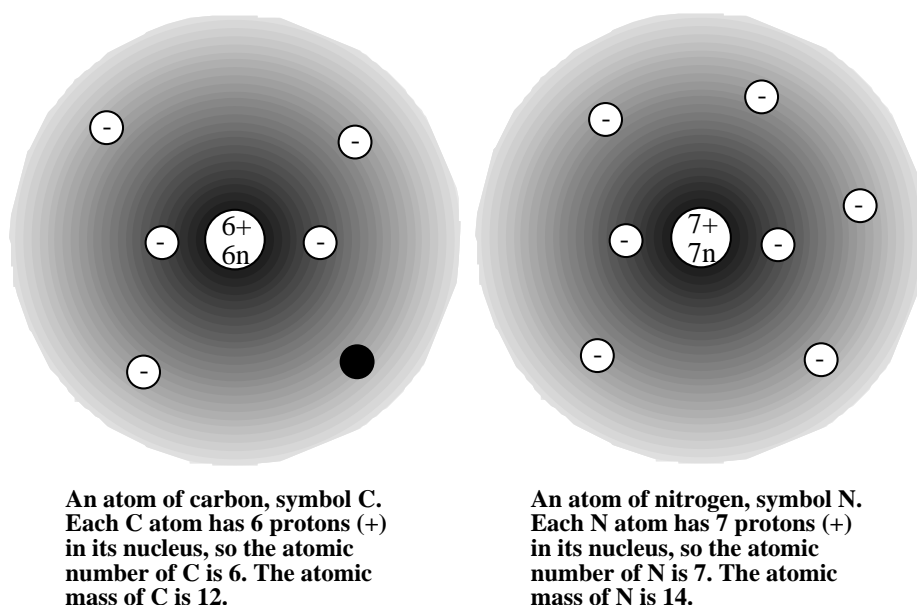 -
-
-
-
6+
6n
-
-
-
-
-
-
7+
7n
-
-
-
An atom of carbon, symbol C.
Each C atom has 6 protons (+)
in its nucleus, so the atomic
number of C is 6. The atomic
mass of C is 12.
An atom of nitrogen, symbol N.
Each N atom has 7 protons (+)
in its nucleus, so the atomic
number of N is 7. The atomic
mass of N is 14.